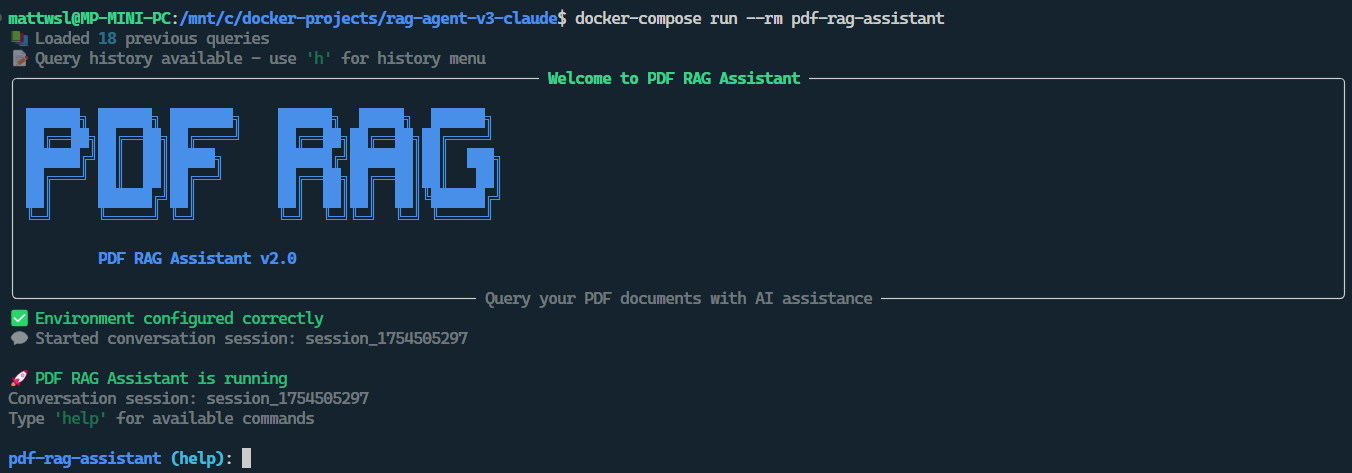 mattwsl@MP-MINI-PC:/mnt/c/docker-projects/rag-agent-v3-claude$ docker-compose run --rm pdf-rag-assistant
📚 Loaded 18 previous queries
📝 Query history available - use 'h' for history menu
Welcome to PDF RAG Assistant
PDF RAG
PDF RAG Assistant v2.0
Query your PDF documents with AI assistance
✅ Environment configured correctly
💬 Started conversation session: session_1754505297
🚀 PDF RAG Assistant is running
Conversation session: session_1754505297
Type 'help' for available commands
pdf-rag-assistant (help):